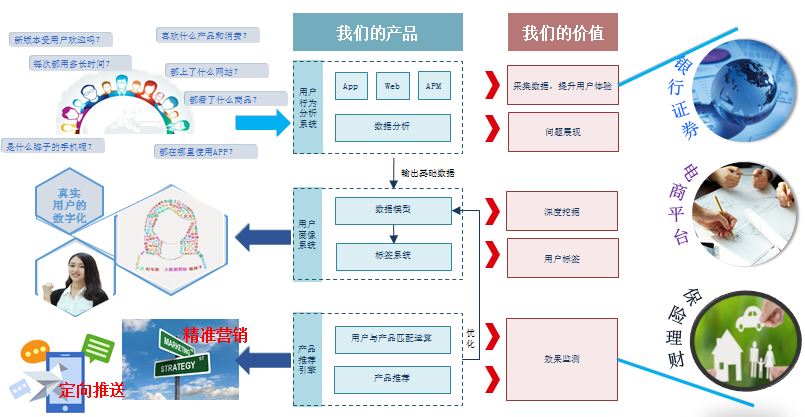 我们的产品
我们的价值
新版本受用户欢迎吗？
喜欢什么产品和消费？
每次都用多长时间？
都上了什么网站？
都看了什么商品？
是什么牌子的手机呢？
都在哪里使用APP？
用户
行为
分析
系统
App
Web
APM
数据分析
采集数据，提升用户体验
问题展现
银行证券
输出基础数据
真实
用户的
数字化
用户
画像
系统
数据模型
标签系统
深度挖掘
用户标签
电商平台
优化
产品
推荐
引擎
用户与产品匹配运算
产品推荐
效果监测
保险理财
精准营销
MARKETING
STRATEGY
定向推送